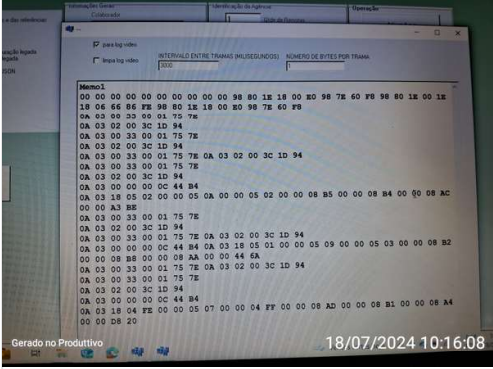 Informações Gerais
Colaborador
Identificação da Agência
Operação
para log video
limpa log video
INTERVALO ENTRE TRAMAS (MILISEGUNDOS)
3000
NÚMERO DE BYTES POR TRAMA
1
Memo1
00 00 00 00 00 00 00 00 00 00 98 80 1E 18 00 E0 98 7E 60 F8 98 80 1E 00 1E
18 06 66 86 FE 98 80 1E 18 00 E0 98 7E 60 F8
0A 03 00 33 00 01 75 7E
0A 03 02 00 3C 1D 94
0A 03 00 33 00 01 75 7E
0A 03 02 00 3C 1D 94
0A 03 00 33 00 01 75 7E 0A 03 02 00 3C 1D 94
0A 03 00 33 00 01 75 7E
0A 03 02 00 3C 1D 94
0A 03 00 00 00 0C 44 B4
0A 03 18 05 02 00 00 05 0A 00 00 05 02 00 00 08 B5 00 00 08 B4 00 00 08 AC
00 00 A3 BE
0A 03 00 33 00 01 75 7E
0A 03 02 00 3C 1D 94
0A 03 00 33 00 01 75 7E 0A 03 02 00 3C 1D 94
0A 03 00 00 00 0C 44 B4 0A 03 18 05 01 00 00 05 09 00 00 05 03 00 00 08 B2
00 00 08 B8 00 00 08 AA 00 00 44 6A
0A 03 00 33 00 01 75 7E 0A 03 02 00 3C 1D 94
0A 03 00 33 00 01 75 7E
0A 03 02 00 3C 1D 94
0A 03 00 00 00 0C 44 B4
0A 03 18 04 FE 00 00 05 07 00 00 04 FF 00 00 08 AD 00 00 08 B1 00 00 08 A4
00 00 D8 20
Gerado no Produttivo
18/07/2024 10:16:08